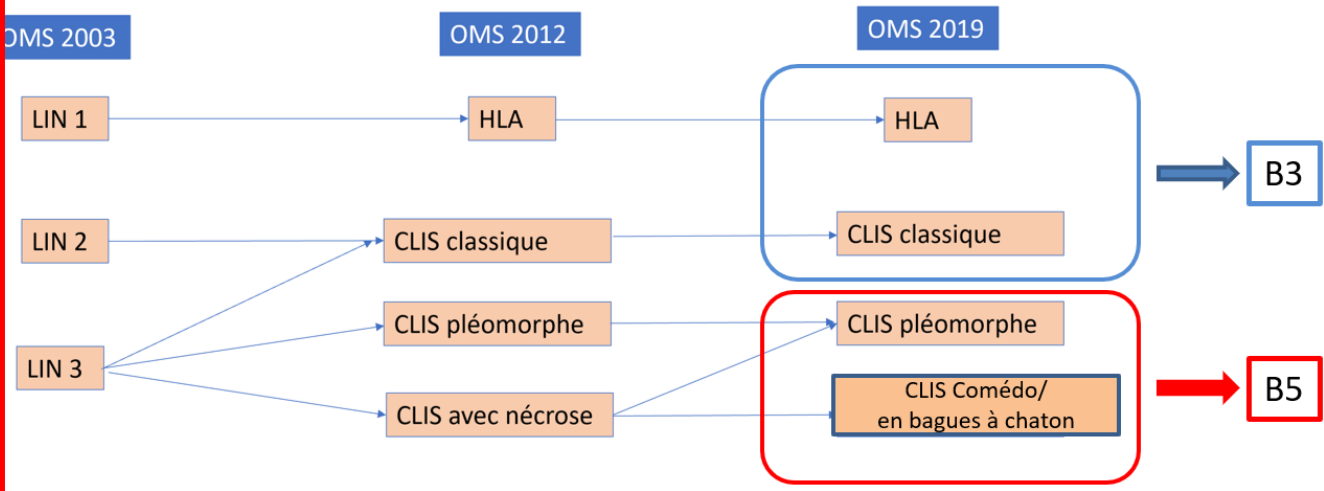 OMS 2003
OMS 2012
OMS 2019
LIN 1
HLA
HLA
B3
LIN 2
CLIS classique
CLIS classique
LIN 3
CLIS pléomorphe
CLIS pléomorphe
CLIS avec nécrose
CLIS Comédo/
en bagues à chaton
B5